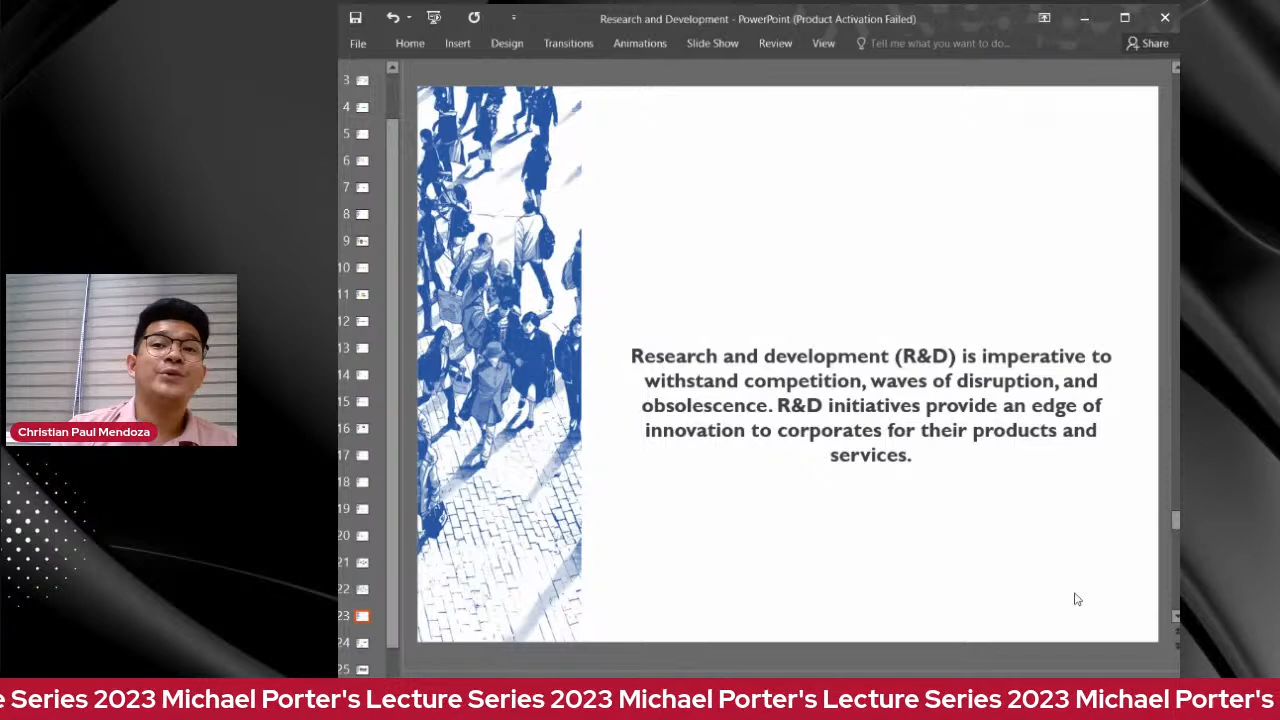 Research and Development - PowerPoint (Product Activation Failed)
File Home Insert Design Transitions Animations Slide Show Review View Tell me what you want to do... Share
3
4
5
6
7
8
9
10
11
12
13
14
15
16
17
18
19
20
21
22
23
24
25
Research and development (R&D) is imperative to
withstand competition, waves of disruption, and
obsolescence. R&D initiatives provide an edge of
innovation to corporates for their products and
services.
Christian Paul Mendoza
e Series 2023 Michael Porter's Lecture Series 2023 Michael Porter's Lecture Series 2023 Michael Porter's